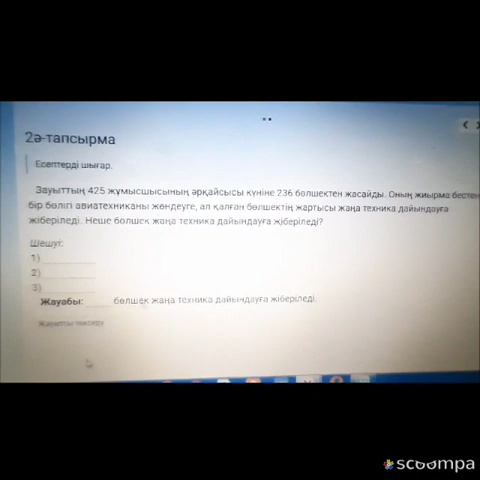 2ә-тапсырма
Есептерді шығар.
Зауыттың 425 жұмысшысының әрқайсысы күніне 236 бөлшектен жасайды. Оның жиырма бестен
бір бөлігі авиатехниканы жөндеуге, ал қалған бөлшектің жартысы жаңа техника дайындауға
жіберіледі. Неше бөлшек жаңа техника дайындауға жіберіледі?
Шешуі:
1)
2)
3)
Жауабы: бөлшек жаңа техника дайындауға жіберіледі.
Жауапты тексеру
scoompa